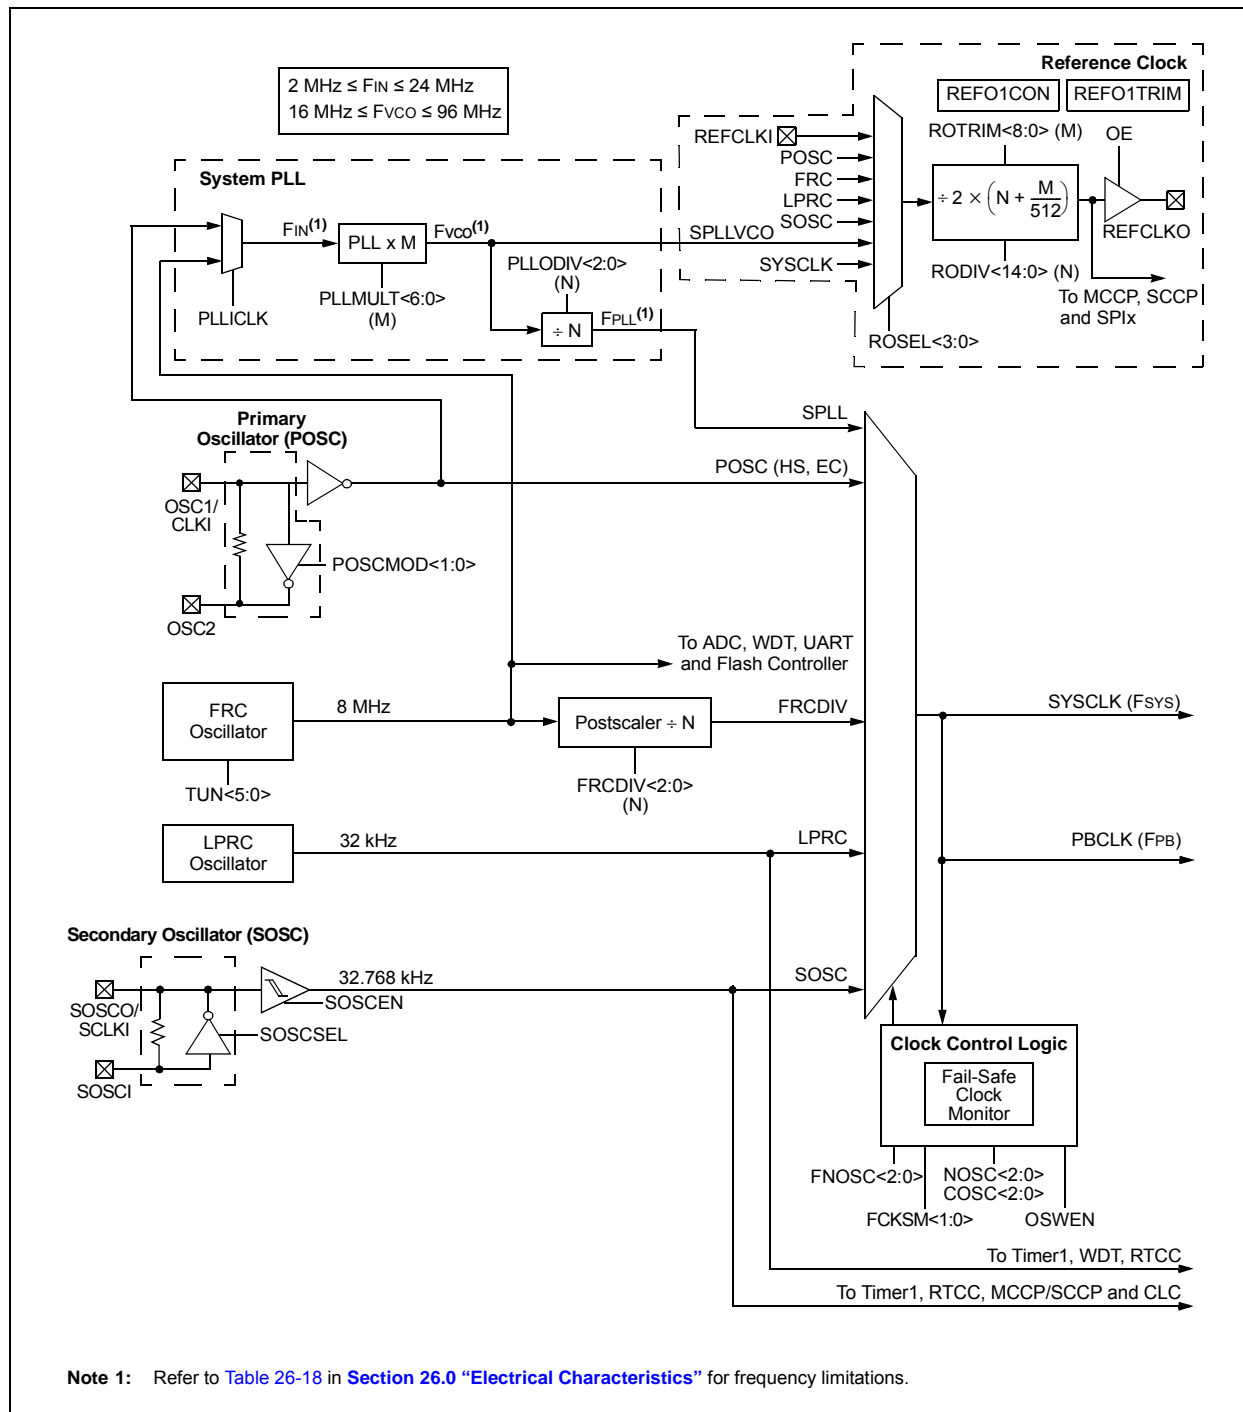 2 MHz ≤ FIN ≤ 24 MHz
16 MHz ≤ FVCO ≤ 96 MHz
Reference Clock
REFO1CON
REFO1TRIM
REFCLKI
POSC
FRC
LPRC
SOSC
SPLLVCO
SYSCLK
ROTRIM<8:0> (M)
OE
÷ 2 × (N + M/512)
REFCLKO
RODIV<14:0> (N)
To MCCP, SCCP
and SPIx
ROSEL<3:0>
System PLL
FIN(1)
PLL x M
FVCO(1)
PLLICLK
PLLMULT<6:0>
(M)
PLLODIV<2:0>
(N)
÷ N
FPLL(1)
Primary
Oscillator (POSC)
OSC1/
CLKI
POSCMOD<1:0>
OSC2
SPLL
POSC (HS, EC)
To ADC, WDT, UART
and Flash Controller
FRC
Oscillator
8 MHz
TUN<5:0>
Postscaler ÷ N
FRCDIV<2:0>
(N)
FRCDIV
SYSCLK (FSYS)
LPRC
Oscillator
32 kHz
LPRC
PBCLK (FPB)
Secondary Oscillator (SOSC)
SOSCO/
SCLKI
32.768 kHz
SOSCEN
SOSCSEL
SOSCI
SOSC
Clock Control Logic
Fail-Safe
Clock
Monitor
FNOSC<2:0>
NOSC<2:0>
COSC<2:0>
FCKSM<1:0>
OSWEN
To Timer1, WDT, RTCC
To Timer1, RTCC, MCCP/SCCP and CLC
Note 1: Refer to Table 26-18 in Section 26.0 “Electrical Characteristics” for frequency limitations.